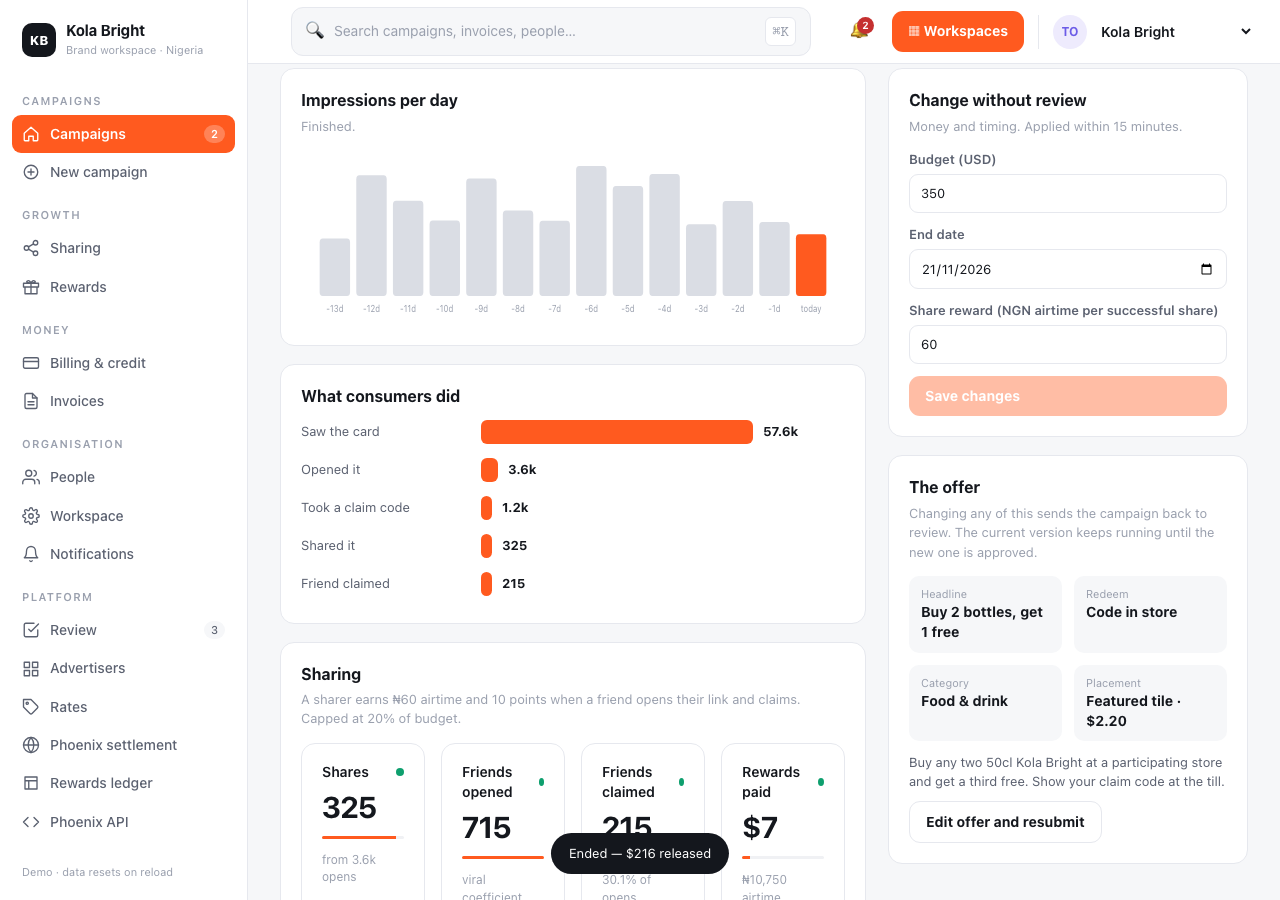 KB
Kola Bright
Brand workspace · Nigeria
CAMPAIGNS
Campaigns
2
New campaign
GROWTH
Sharing
Rewards
MONEY
Billing & credit
Invoices
ORGANISATION
People
Workspace
Notifications
PLATFORM
Review
3
Advertisers
Rates
Phoenix settlement
Rewards ledger
Phoenix API
Demo · data resets on reload
Search campaigns, invoices, people...
⌘K
2
Workspaces
TO
Kola Bright
Impressions per day
Finished.
-13d -12d -11d -10d -9d -8d -7d -6d -5d -4d -3d -2d -1d today
What consumers did
Saw the card 57.6k
Opened it 3.6k
Took a claim code 1.2k
Shared it 325
Friend claimed 215
Sharing
A sharer earns ₦60 airtime and 10 points when a friend opens their link and claims.
Capped at 20% of budget.
Shares
325
from 3.6k
opens
Friends
opened
715
viral
coefficient
Friends
claimed
215
30.1% of
opens
Rewards
paid
$7
₦10,750
airtime
Ended — $216 released
Change without review
Money and timing. Applied within 15 minutes.
Budget (USD)
350
End date
21/11/2026
Share reward (NGN airtime per successful share)
60
Save changes
The offer
Changing any of this sends the campaign back to
review. The current version keeps running until the
new one is approved.
Headline
Buy 2 bottles, get
1 free
Redeem
Code in store
Category
Food & drink
Placement
Featured tile ·
$2.20
Buy any two 50cl Kola Bright at a participating store
and get a third free. Show your claim code at the till.
Edit offer and resubmit